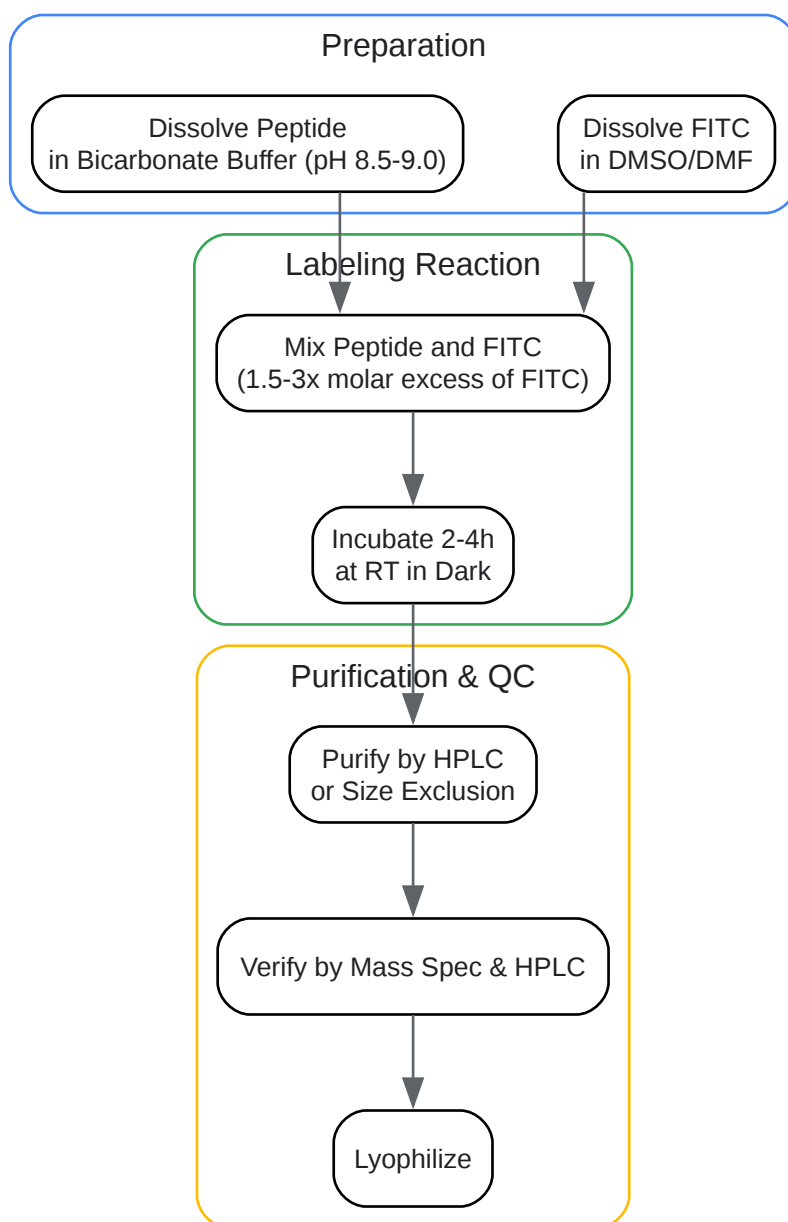 Preparation
Dissolve Peptide
in Bicarbonate Buffer (pH 8.5-9.0)
Dissolve FITC
in DMSO/DMF
Labeling Reaction
Mix Peptide and FITC
(1.5-3x molar excess of FITC)
Incubate 2-4h
at RT in Dark
Purification & QC
Purify by HPLC
or Size Exclusion
Verify by Mass Spec & HPLC
Lyophilize